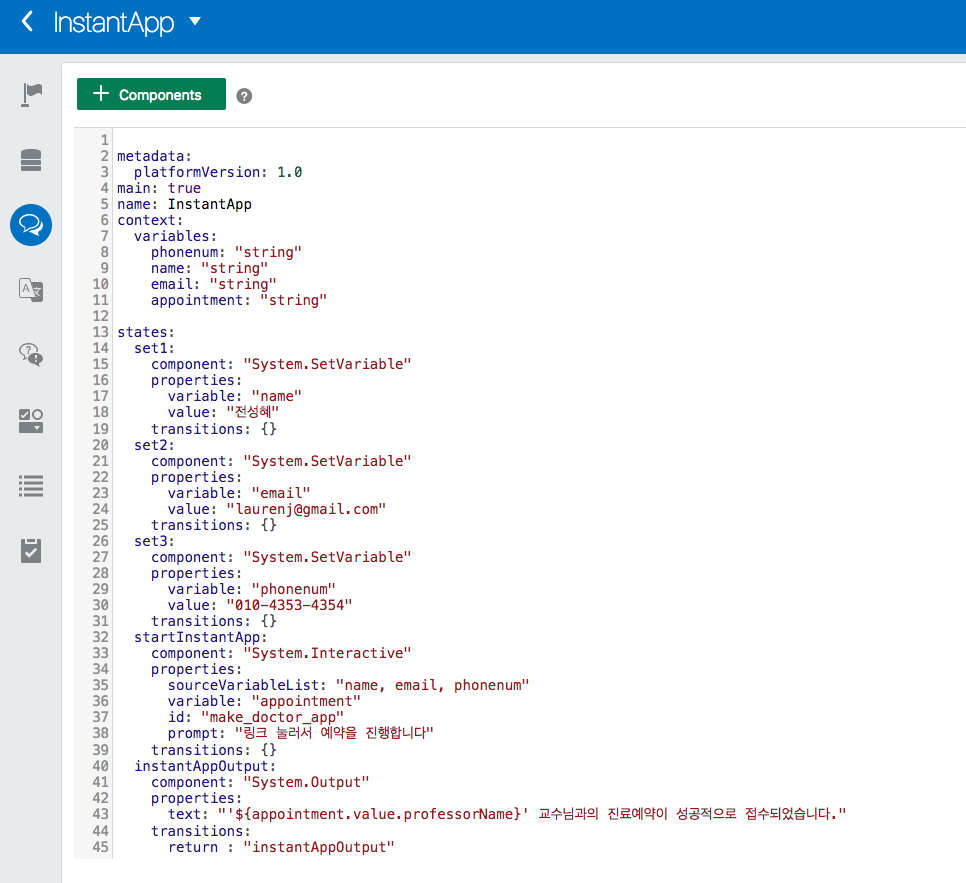 InstantApp
+ Components ?
1
2 metadata:
3   platformVersion: 1.0
4 main: true
5 name: InstantApp
6 context:
7   variables:
8     phonenum: "string"
9     name: "string"
10     email: "string"
11     appointment: "string"
12
13 states:
14   set1:
15     component: "System.SetVariable"
16     properties:
17       variable: "name"
18       value: "전성혜"
19     transitions: {}
20   set2:
21     component: "System.SetVariable"
22     properties:
23       variable: "email"
24       value: "laurenj@gmail.com"
25     transitions: {}
26   set3:
27     component: "System.SetVariable"
28     properties:
29       variable: "phonenum"
30       value: "010-4353-4354"
31     transitions: {}
32   startInstantApp:
33     component: "System.Interactive"
34     properties:
35       sourceVariableList: "name, email, phonenum"
36       variable: "appointment"
37       id: "make_doctor_app"
38       prompt: "링크 눌러서 예약을 진행합니다"
39     transitions: {}
40   instantAppOutput:
41     component: "System.Output"
42     properties:
43       text: "'${appointment.value.professorName}' 교수님과의 진료예약이 성공적으로 접수되었습니다."
44     transitions:
45       return : "instantAppOutput"